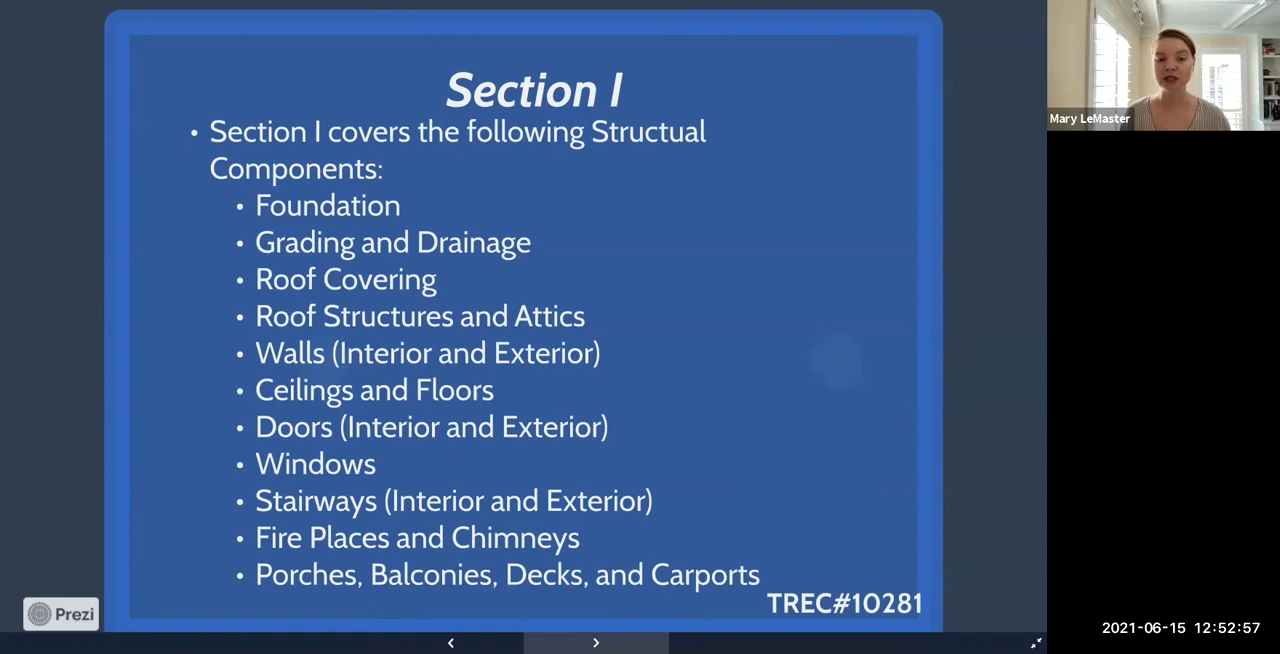 Section I
• Section I covers the following Structual
Components:
• Foundation
• Grading and Drainage
• Roof Covering
• Roof Structures and Attics
• Walls (Interior and Exterior)
• Ceilings and Floors
• Doors (Interior and Exterior)
• Windows
• Stairways (Interior and Exterior)
• Fire Places and Chimneys
• Porches, Balconies, Decks, and Carports
TREC#10281
Prezi
Mary LeMaster
2021-06-15 12:52:57